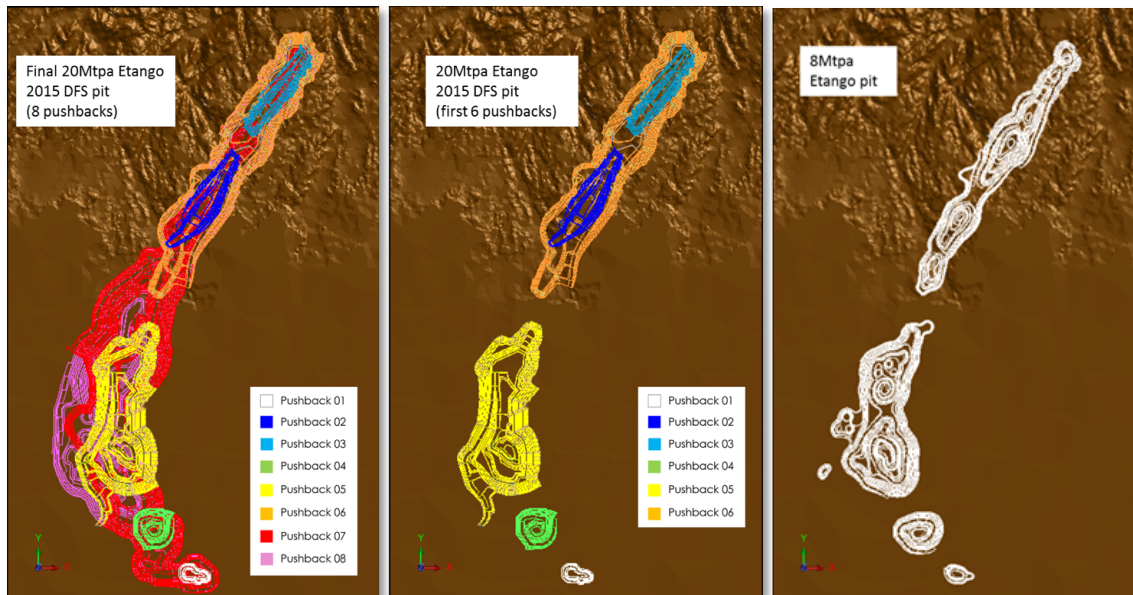 Final 20Mtpa Etango
2015 DFS pit
(8 pushbacks)
Pushback 01
Pushback 02
Pushback 03
Pushback 04
Pushback 05
Pushback 06
Pushback 07
Pushback 08
Y
X
20Mtpa Etango
2015 DFS pit
(first 6 pushbacks)
Pushback 01
Pushback 02
Pushback 03
Pushback 04
Pushback 05
Pushback 06
Y
X
8Mtpa
Etango pit
Y
X